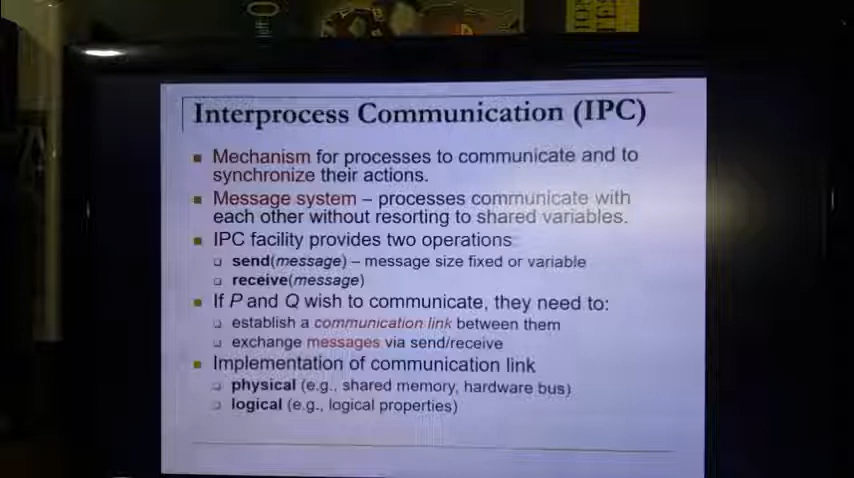 Interprocess Communication (IPC)
Mechanism for processes to communicate and to
synchronize their actions.
Message system – processes communicate with
each other without resorting to shared variables.
IPC facility provides two operations
send(message) – message size fixed or variable
receive(message)
If P and Q wish to communicate, they need to:
establish a communication link between them
exchange messages via send/receive
Implementation of communication link
physical (e.g., shared memory, hardware bus)
logical (e.g., logical properties)